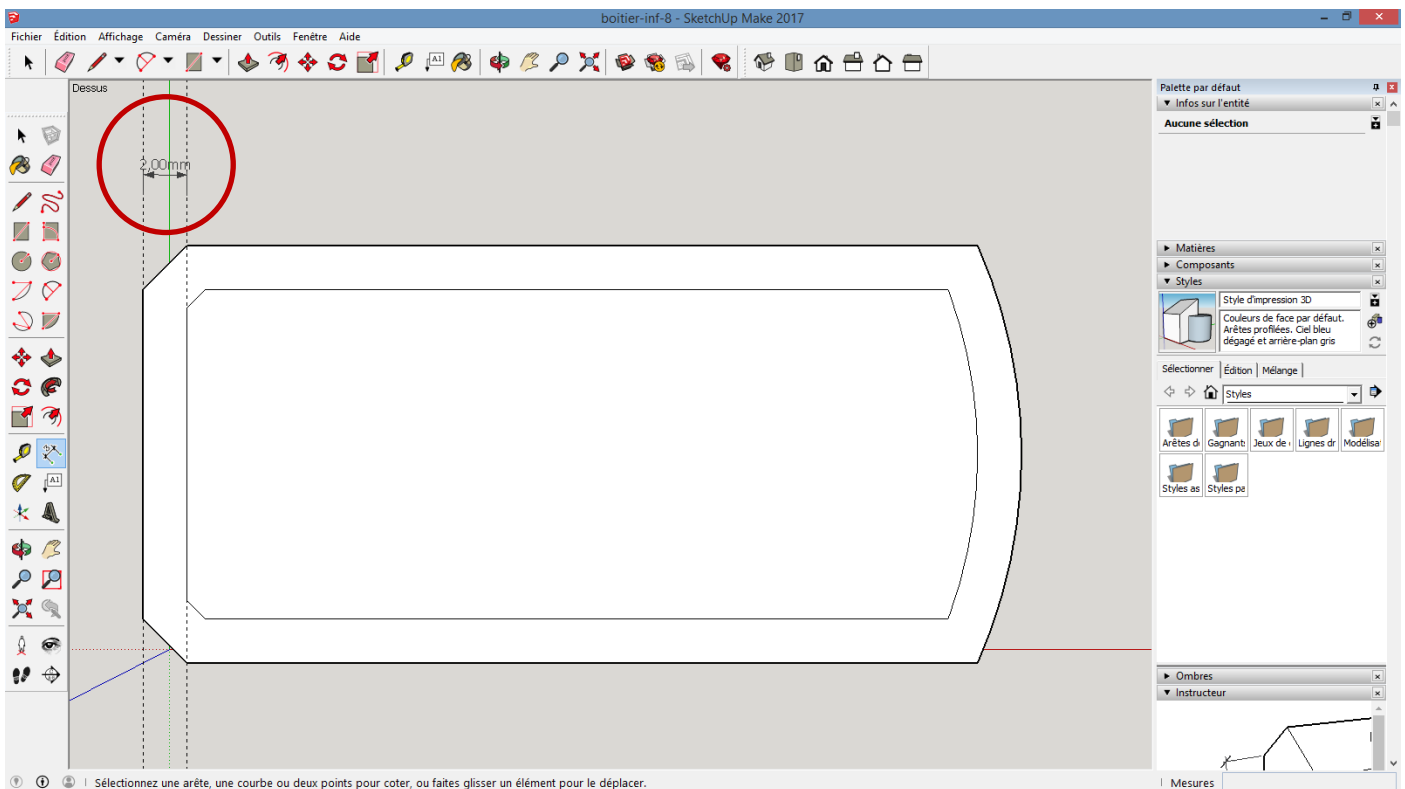 boitier-inf-8 - SketchUp Make 2017
Fichier Édition Affichage Caméra Dessiner Outils Fenêtre Aide
A1
Dessus
2,00mm
A1
Palette par défaut
Infos sur l'entité
Aucune sélection
Matières
Composants
Styles
Style d'impression 3D
Couleurs de face par défaut.
Arêtes profilées. Ciel bleu
dégagé et arrière-plan gris
Sélectionner Édition Mélange
Styles
Arêtes d Gagnant Jeux de Lignes dr Modélisa
Styles as Styles pa
Ombres
Instructeur
Sélectionnez une arête, une courbe ou deux points pour coter, ou faites glisser un élément pour le déplacer.
Mesures